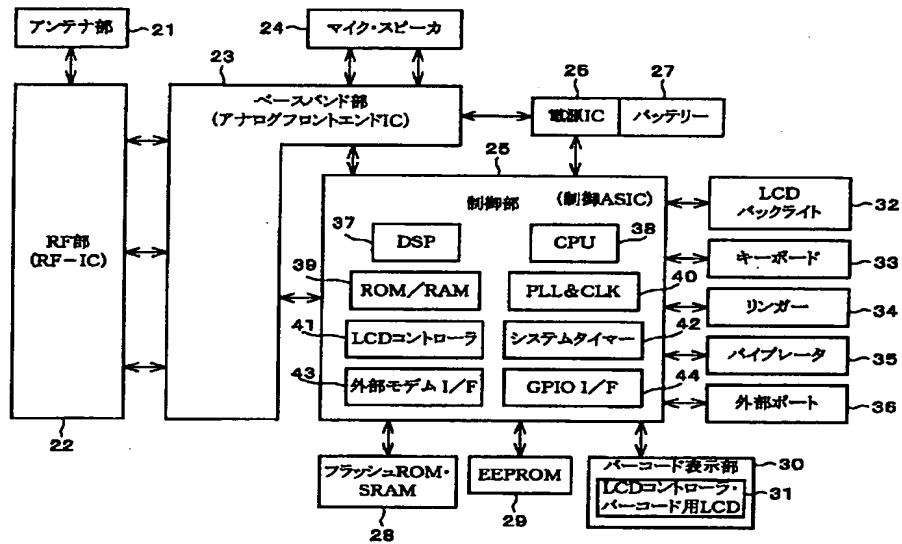 アンテナ部
21
24
マイク・スピーカ
23
ベースバンド部
(アナログフロントエンドIC)
26
27
電源IC
バッテリー
25
制御部
(制御ASIC)
RF部
(RF-IC)
22
37
DSP
CPU
38
39
ROM/RAM
PLL&CLK
40
41
LCDコントローラ
システムタイマー
42
43
外部モデム I/F
GPIO I/F
44
LCD
バックライト
32
キーボード
33
リンガー
34
バイブレータ
35
外部ポート
36
フラッシュROM・
SRAM
28
EEPROM
29
バーコード表示部
30
LCDコントローラ・
バーコード用LCD
31